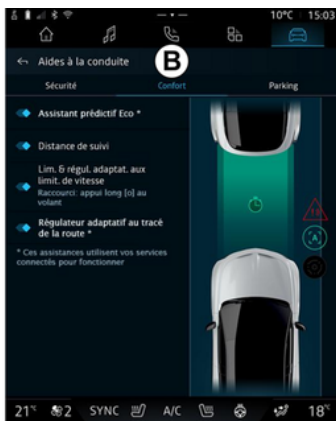 10°C 15:03
B
Aides à la conduite
Sécurité Confort Parking
Assistant prédictif Eco *
Distance de suivi
Lim. & régul. adaptat. aux
limit. de vitesse
Raccourci: appui long [o] au
volant
Régulateur adaptatif au tracé
de la route *
* Ces assistances utilisent vos services
connectés pour fonctionner
A
21°C 2 SYNC A/C 18°C